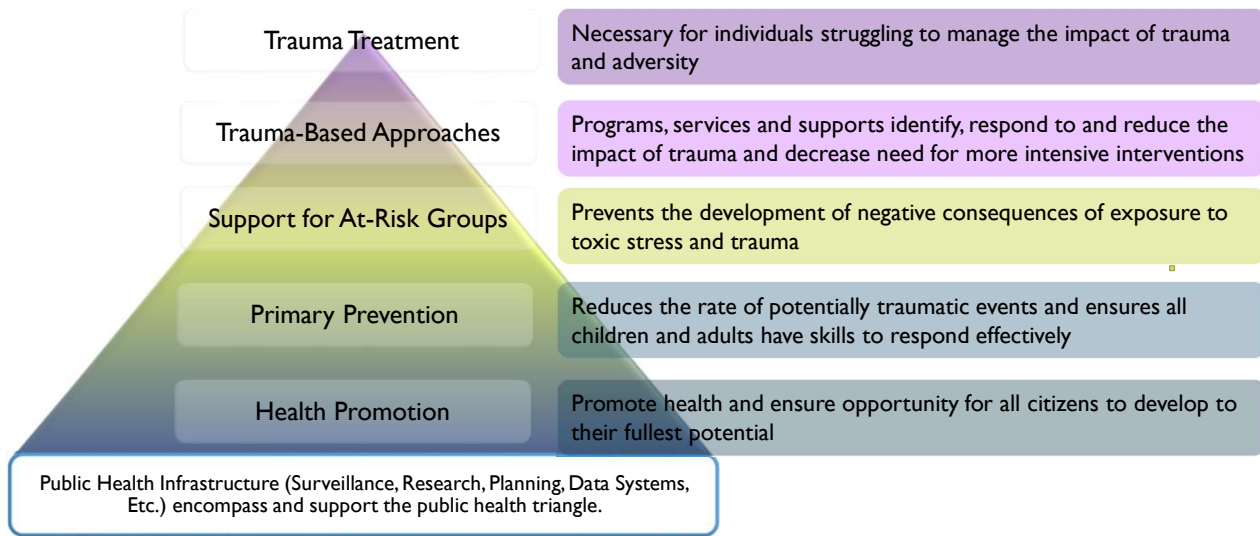 Trauma Treatment
Necessary for individuals struggling to manage the impact of trauma
and adversity
Trauma-Based Approaches
Programs, services and supports identify, respond to and reduce the
impact of trauma and decrease need for more intensive interventions
Support for At-Risk Groups
Prevents the development of negative consequences of exposure to
toxic stress and trauma
Primary Prevention
Reduces the rate of potentially traumatic events and ensures all
children and adults have skills to respond effectively
Health Promotion
Promote health and ensure opportunity for all citizens to develop to
their fullest potential
Public Health Infrastructure (Surveillance, Research, Planning, Data Systems,
Etc.) encompass and support the public health triangle.